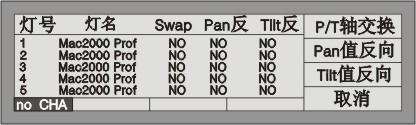 灯号 灯名 Swap Pan反 Tilt反 P/T轴交换
1 Mac2000 Prof NO NO NO
2 Mac2000 Prof NO NO NO Pan值反向
3 Mac2000 Prof NO NO NO
4 Mac2000 Prof NO NO NO Tilt值反向
5 Mac2000 Prof NO NO NO
no CHA 取消